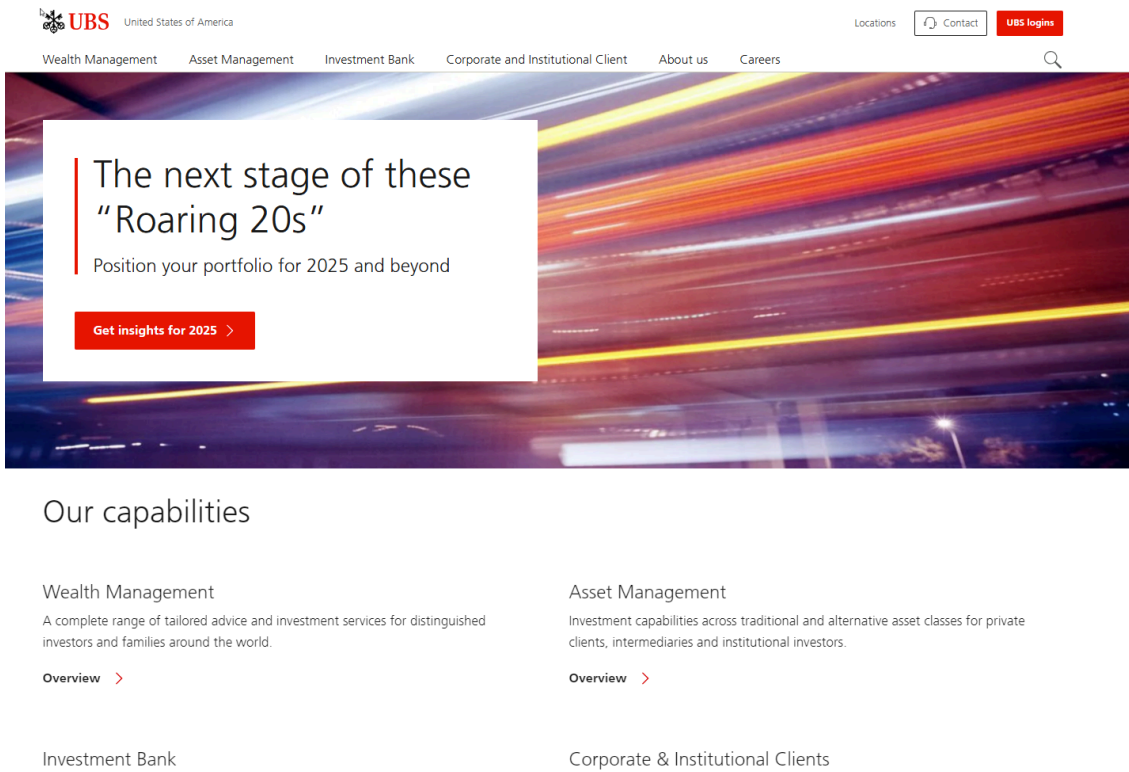 UBS United States of America
Locations
Contact
UBS logins
Wealth Management Asset Management Investment Bank Corporate and Institutional Client About us Careers
The next stage of these
“Roaring 20s”
Position your portfolio for 2025 and beyond
Get insights for 2025
Our capabilities
Wealth Management
A complete range of tailored advice and investment services for distinguished
investors and families around the world.
Overview
Asset Management
Investment capabilities across traditional and alternative asset classes for private
clients, intermediaries and institutional investors.
Overview
Investment Bank
Corporate & Institutional Clients